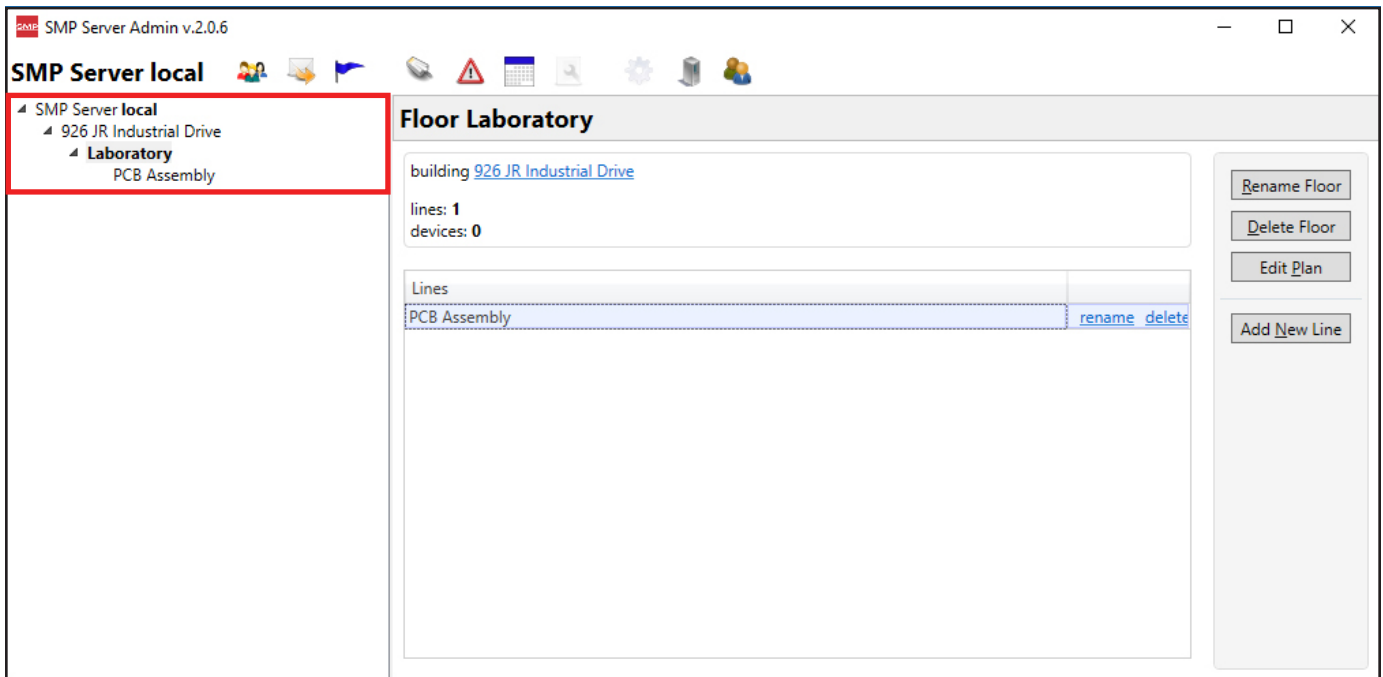 SMP SMP Server Admin v.2.0.6
SMP Server local
SMP Server local
926 JR Industrial Drive
Laboratory
PCB Assembly
Floor Laboratory
building 926 JR Industrial Drive
lines: 1
devices: 0
Lines
PCB Assembly rename delete
Rename Floor
Delete Floor
Edit Plan
Add New Line